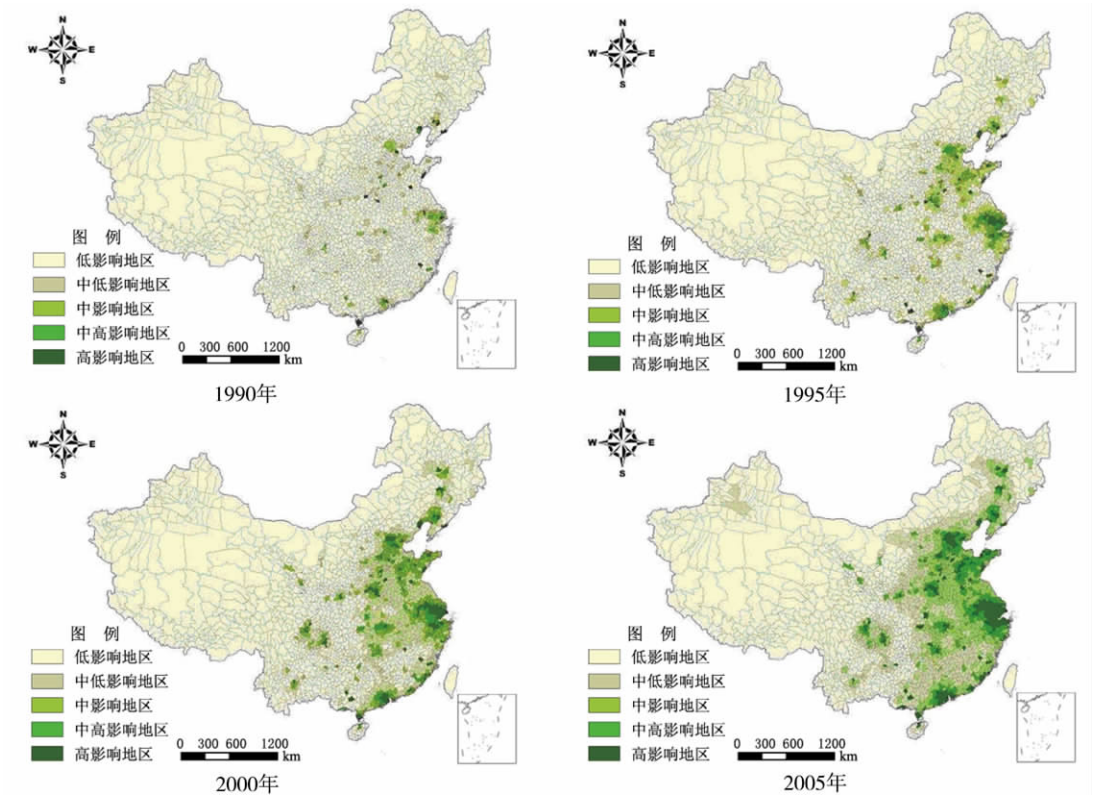 N
W E
S
图 例
低影响地区
中低影响地区
中影响地区
中高影响地区
高影响地区
0 300 600 1200
km
1990年
N
W E
S
图 例
低影响地区
中低影响地区
中影响地区
中高影响地区
高影响地区
0 300 600 1200
km
1995年
N
W E
S
图 例
低影响地区
中低影响地区
中影响地区
中高影响地区
高影响地区
0 300 600 1200
km
2000年
N
W E
S
图 例
低影响地区
中低影响地区
中影响地区
中高影响地区
高影响地区
0 300 600 1200
km
2005年